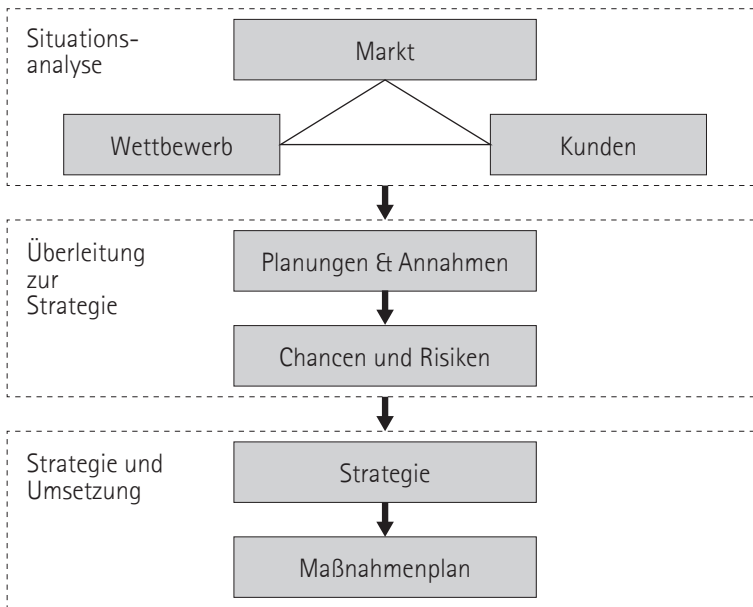 Situations-
analyse
Markt
Wettbewerb
Kunden
Überleitung
zur
Strategie
Planungen & Annahmen
Chancen und Risiken
Strategie und
Umsetzung
Strategie
Maßnahmenplan